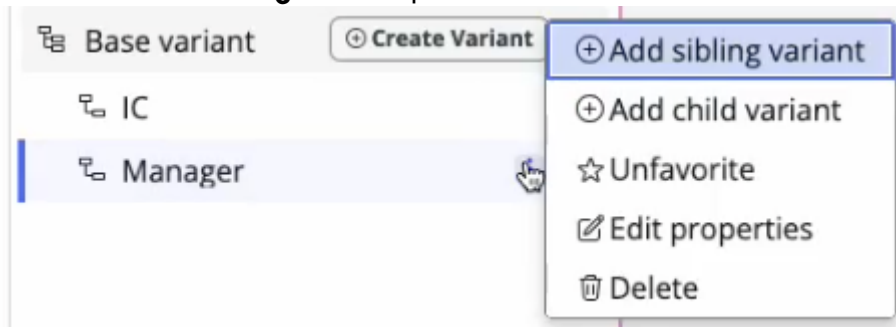 Base variant
Create Variant
IC
Manager
Add sibling variant
Add child variant
Unfavorite
Edit properties
Delete